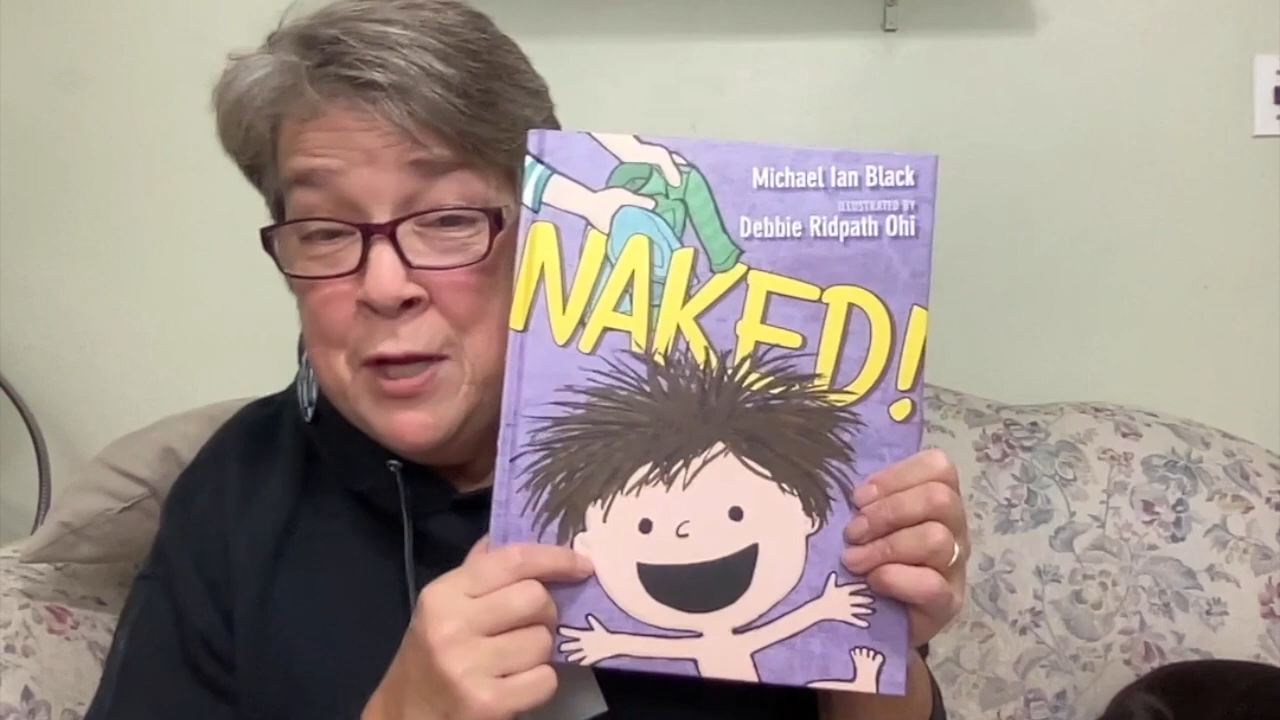 Michael Ian Black
ILLUSTRATED BY
Debbie Ridpath Ohi
NAKED!